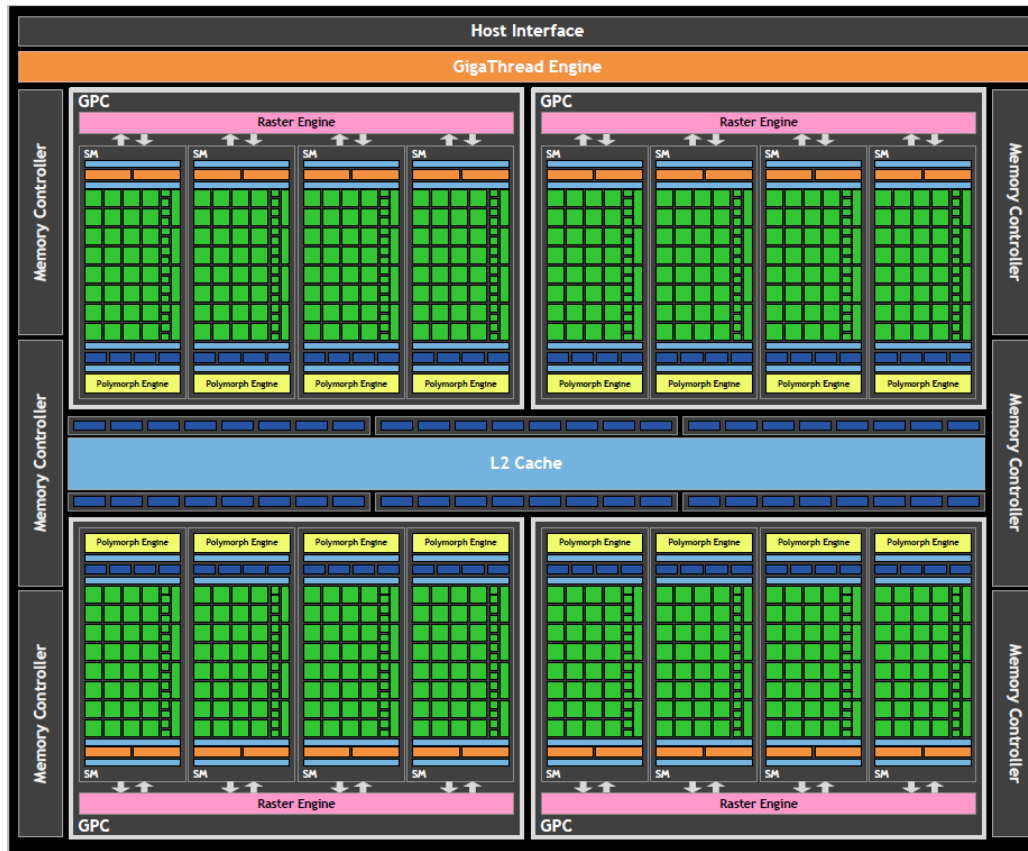 Host Interface
GigaThread Engine
Memory Controller
Memory Controller
Memory Controller
GPC
Raster Engine
SM
SM
SM
SM
Polymorph Engine
Polymorph Engine
Polymorph Engine
Polymorph Engine
GPC
Raster Engine
SM
SM
SM
SM
Polymorph Engine
Polymorph Engine
Polymorph Engine
Polymorph Engine
L2 Cache
Polymorph Engine
Polymorph Engine
Polymorph Engine
Polymorph Engine
SM
SM
SM
SM
Raster Engine
GPC
Polymorph Engine
Polymorph Engine
Polymorph Engine
Polymorph Engine
SM
SM
SM
SM
Raster Engine
GPC
Memory Controller
Memory Controller
Memory Controller